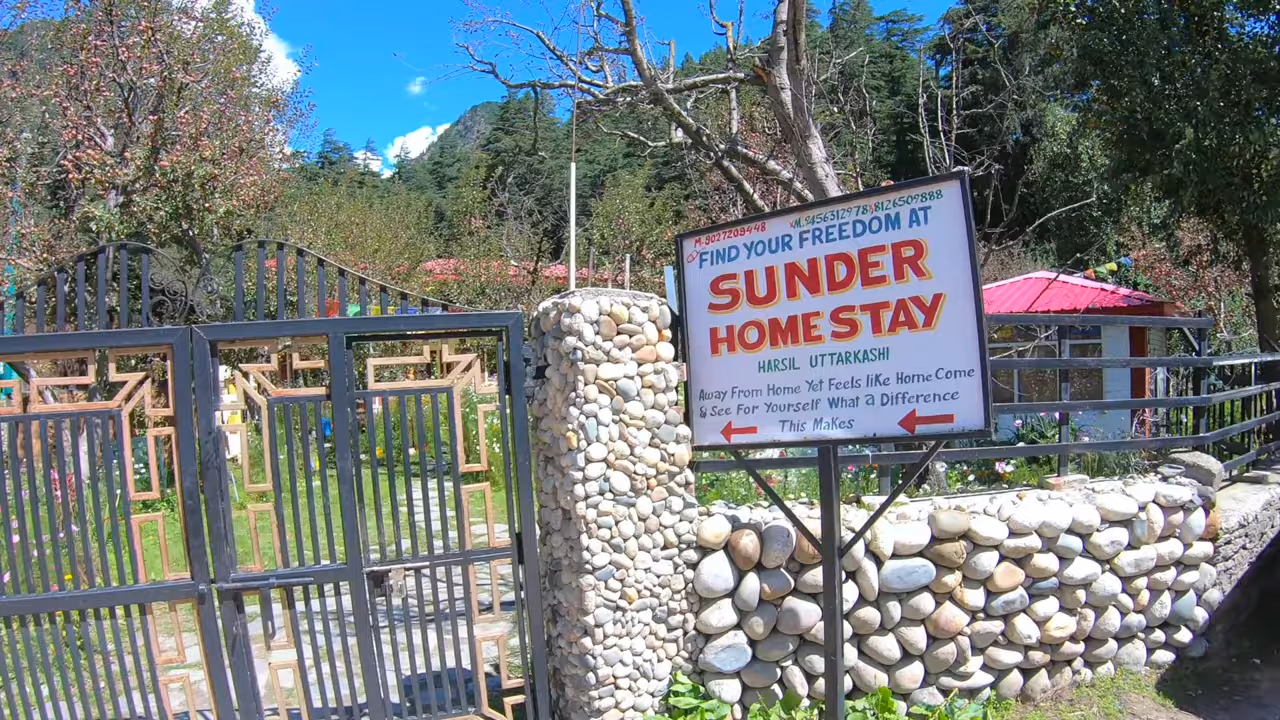 M.9027209448 M.9456312978,8126509888
FIND YOUR FREEDOM AT
SUNDER
HOME STAY
HARSIL UTTARKASHI
Away From Home Yet Feels like Home Come
& See For Yourself What a Difference
This Makes